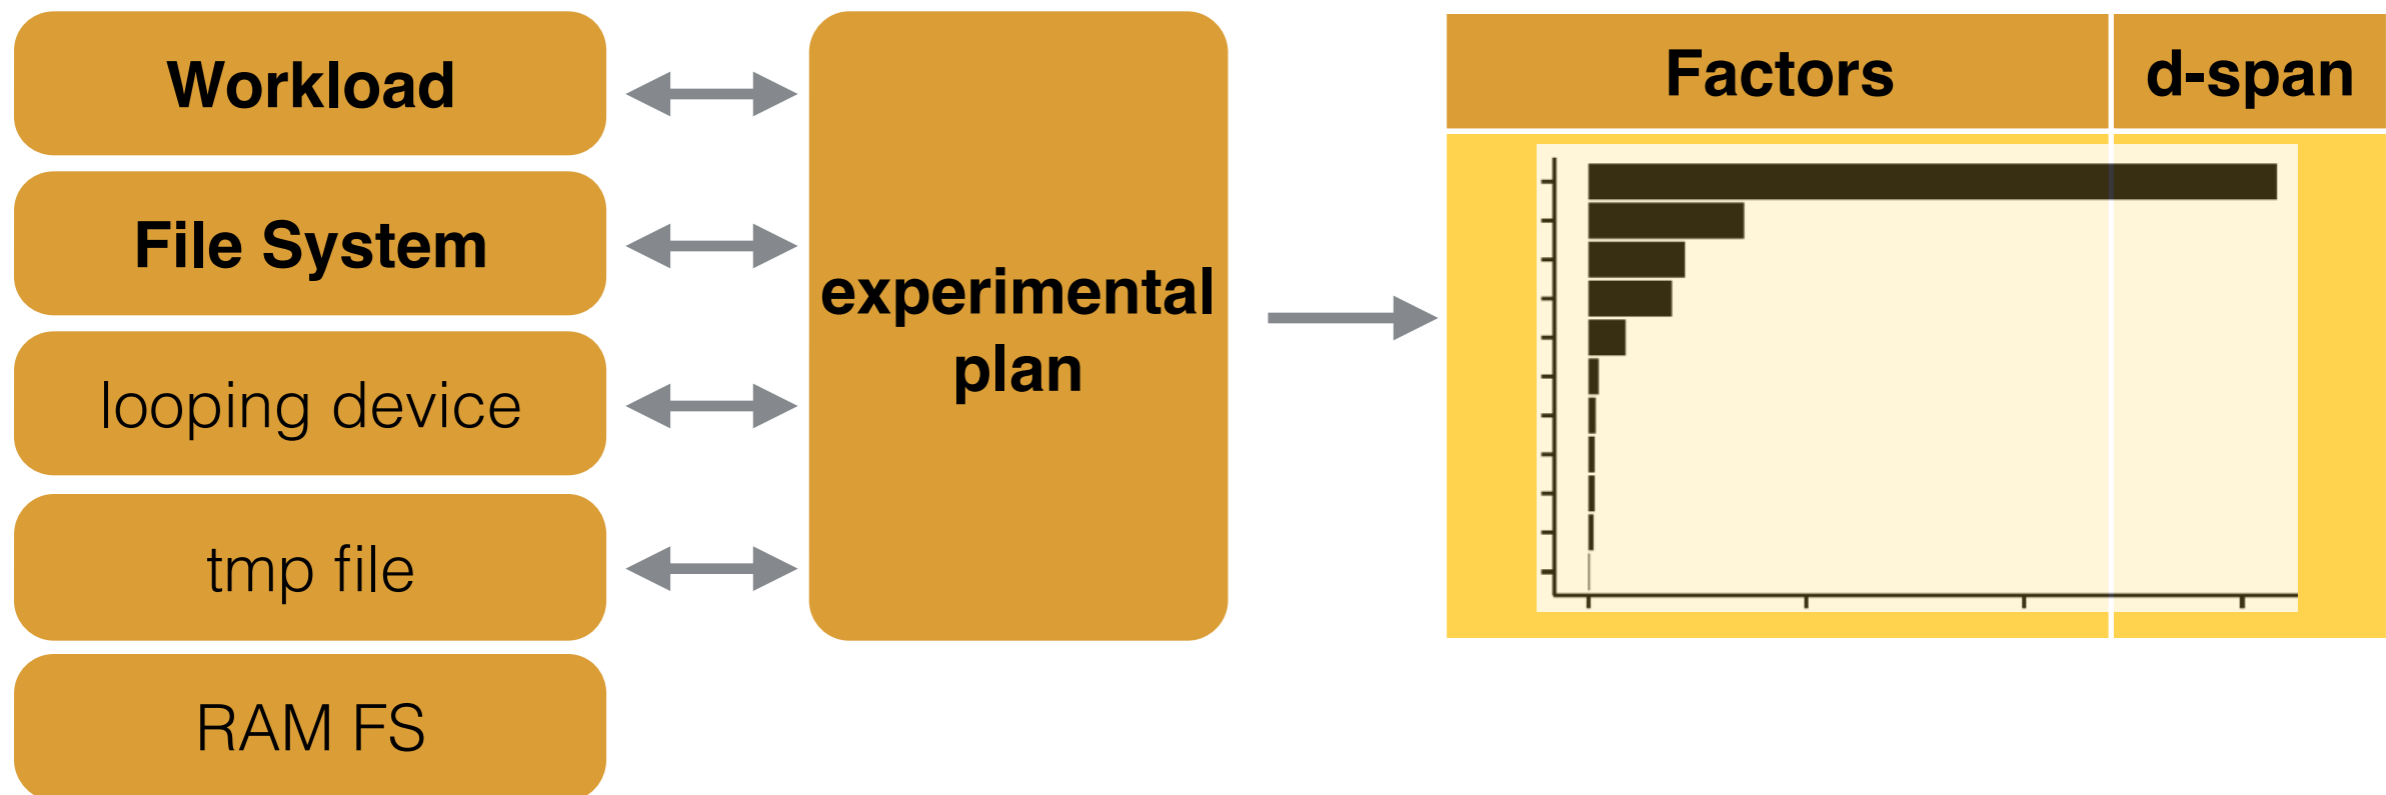 Workload
File System
looping device
tmp file
RAM FS
experimental
plan
Factors
d-span